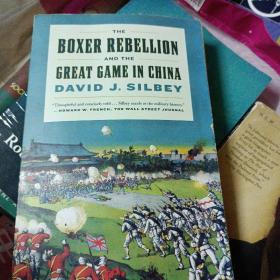 THE
BOXER REBELLION
AND THE
GREAT GAME IN CHINA
DAVID J. SILBEY
"Thoughtful and concisely told . . . Silbey excels at the military history."
—HOWARD W. FRENCH, THE WALL STREET JOURNAL